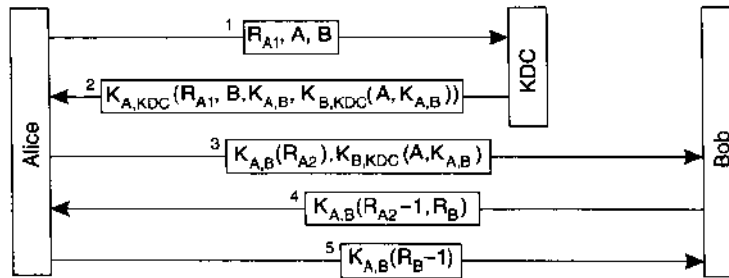 1
R_A1, A, B
KDC
2
K_A,KDC(R_A1, B,K_A,B, K_B,KDC(A, K_A,B))
Alice
3
K_A,B(R_A2),K_B,KDC(A,K_A,B)
Bob
4
K_A,B(R_A2−1,R_B)
5
K_A,B(R_B−1)